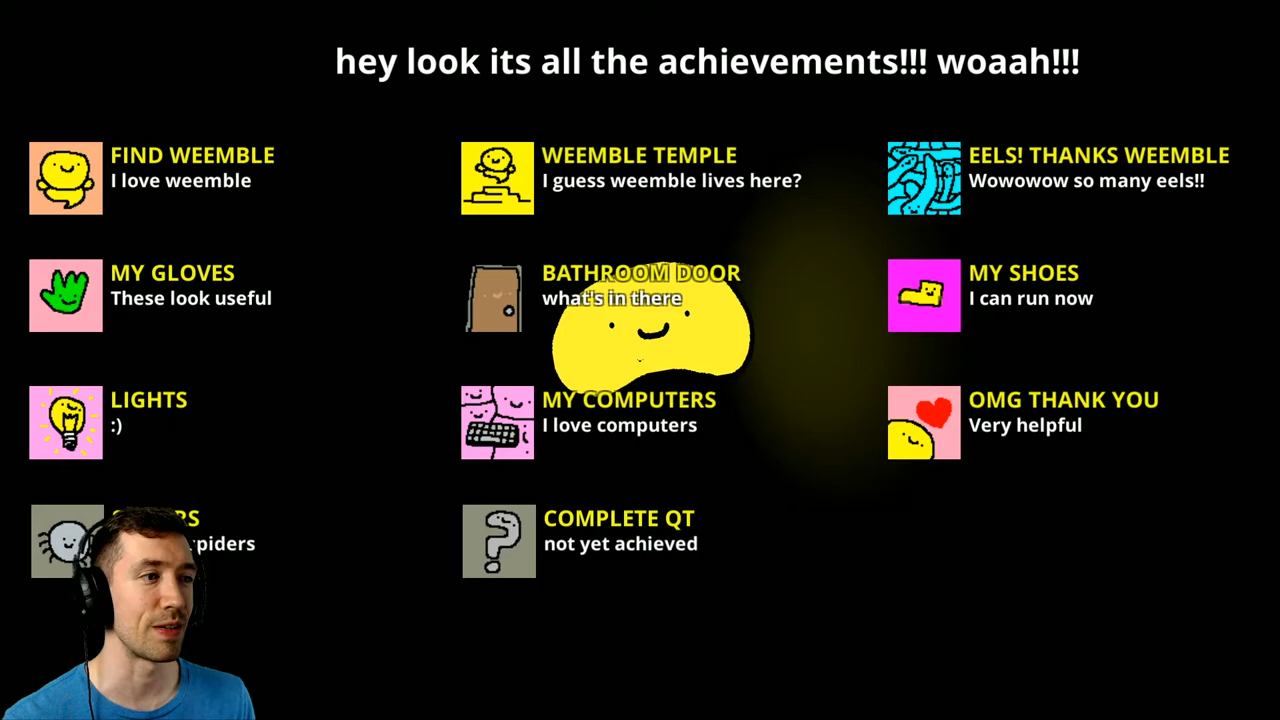 hey look its all the achievements!!! woaah!!!
FIND WEEMBLE
I love weemble
WEEMBLE TEMPLE
I guess weemble lives here?
EELS! THANKS WEEMBLE
Wowowow so many eels!!
MY GLOVES
These look useful
BATHROOM DOOR
what's in there
MY SHOES
I can run now
LIGHTS
:)
MY COMPUTERS
I love computers
OMG THANK YOU
Very helpful
COMPLETE QT
not yet achieved